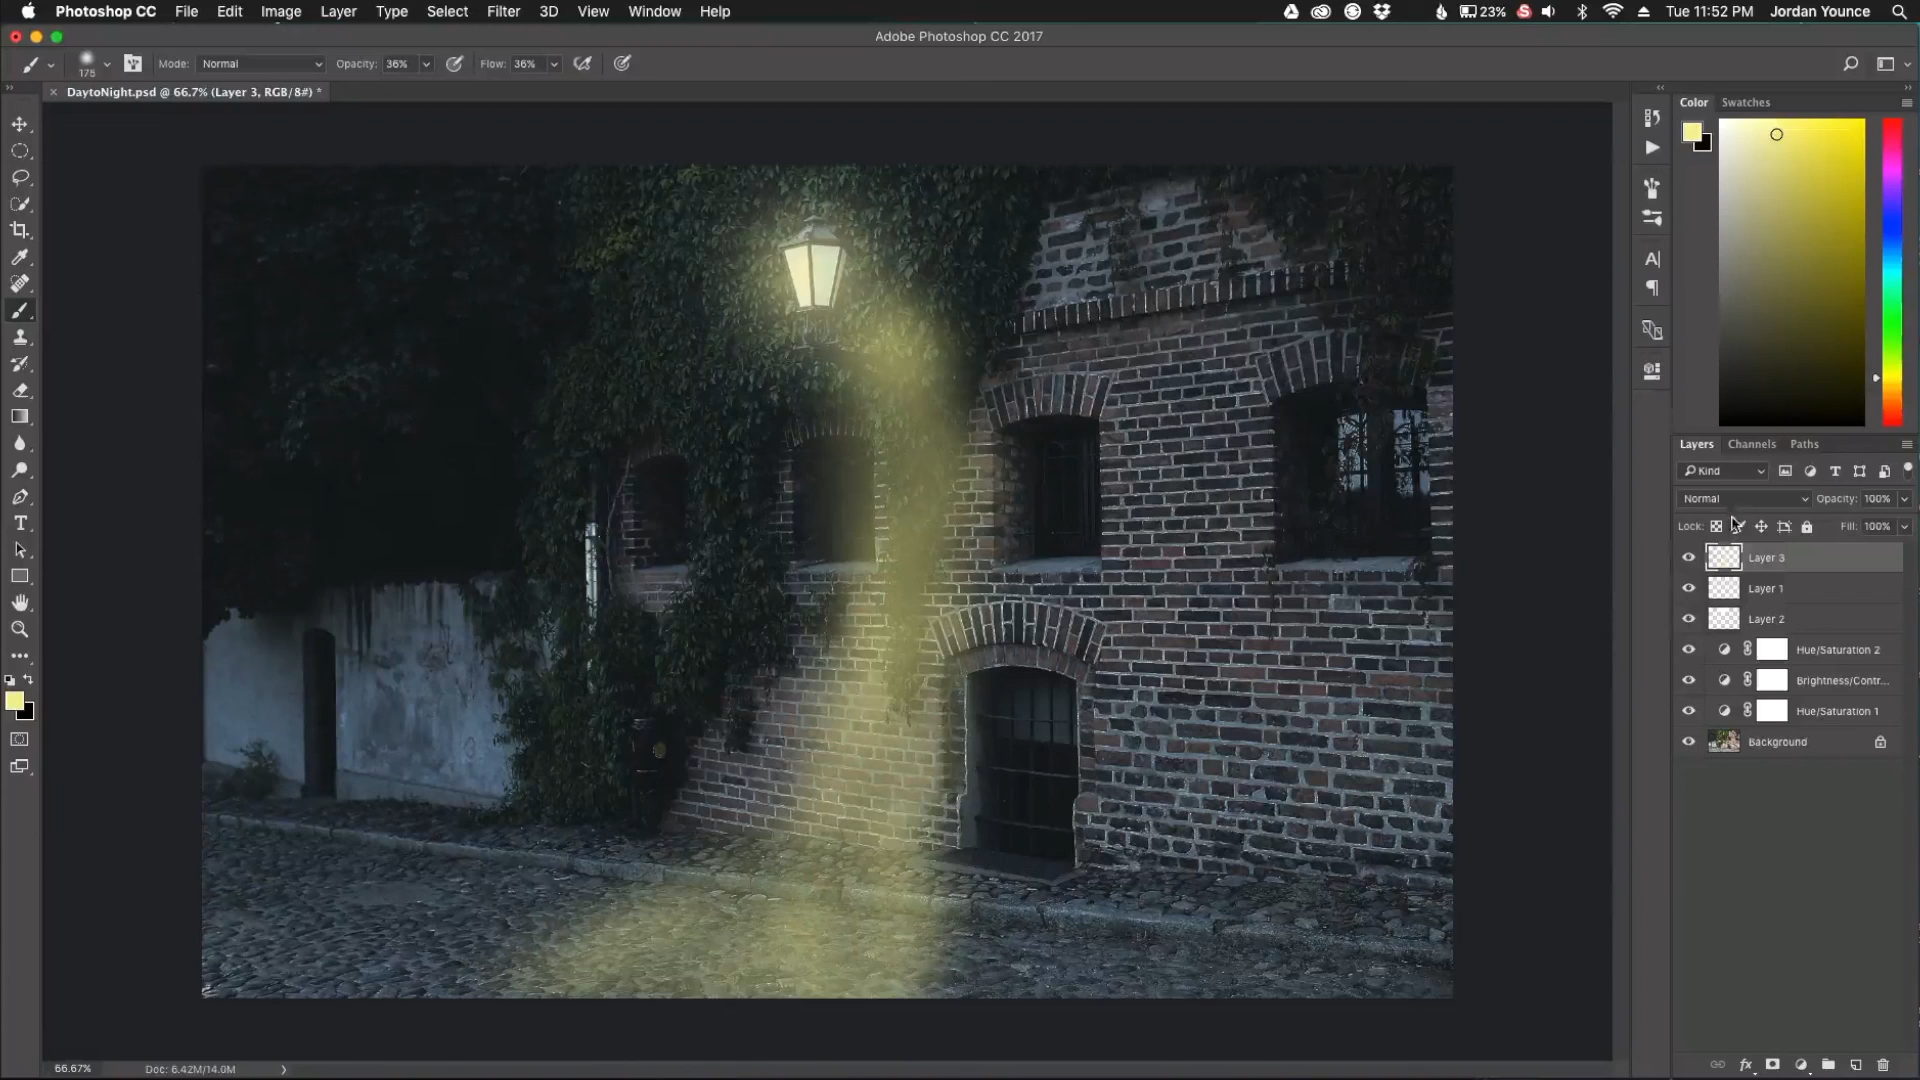 Photoshop CC File Edit Image Layer Type Select Filter 3D View Window Help 23% Tue 11:52 PM Jordan Younce
Adobe Photoshop CC 2017
175 Mode: Normal Opacity: 36% Flow: 36%
DaytoNight.psd @ 66.7% (Layer 3, RGB/8#) *
Color Swatches
Layers Channels Paths
Kind
Normal Opacity: 100%
Lock: Fill: 100%
Layer 3
Layer 1
Layer 2
Hue/Saturation 2
Brightness/Contr...
Hue/Saturation 1
Background
66.67% Doc: 6.42M/14.0M